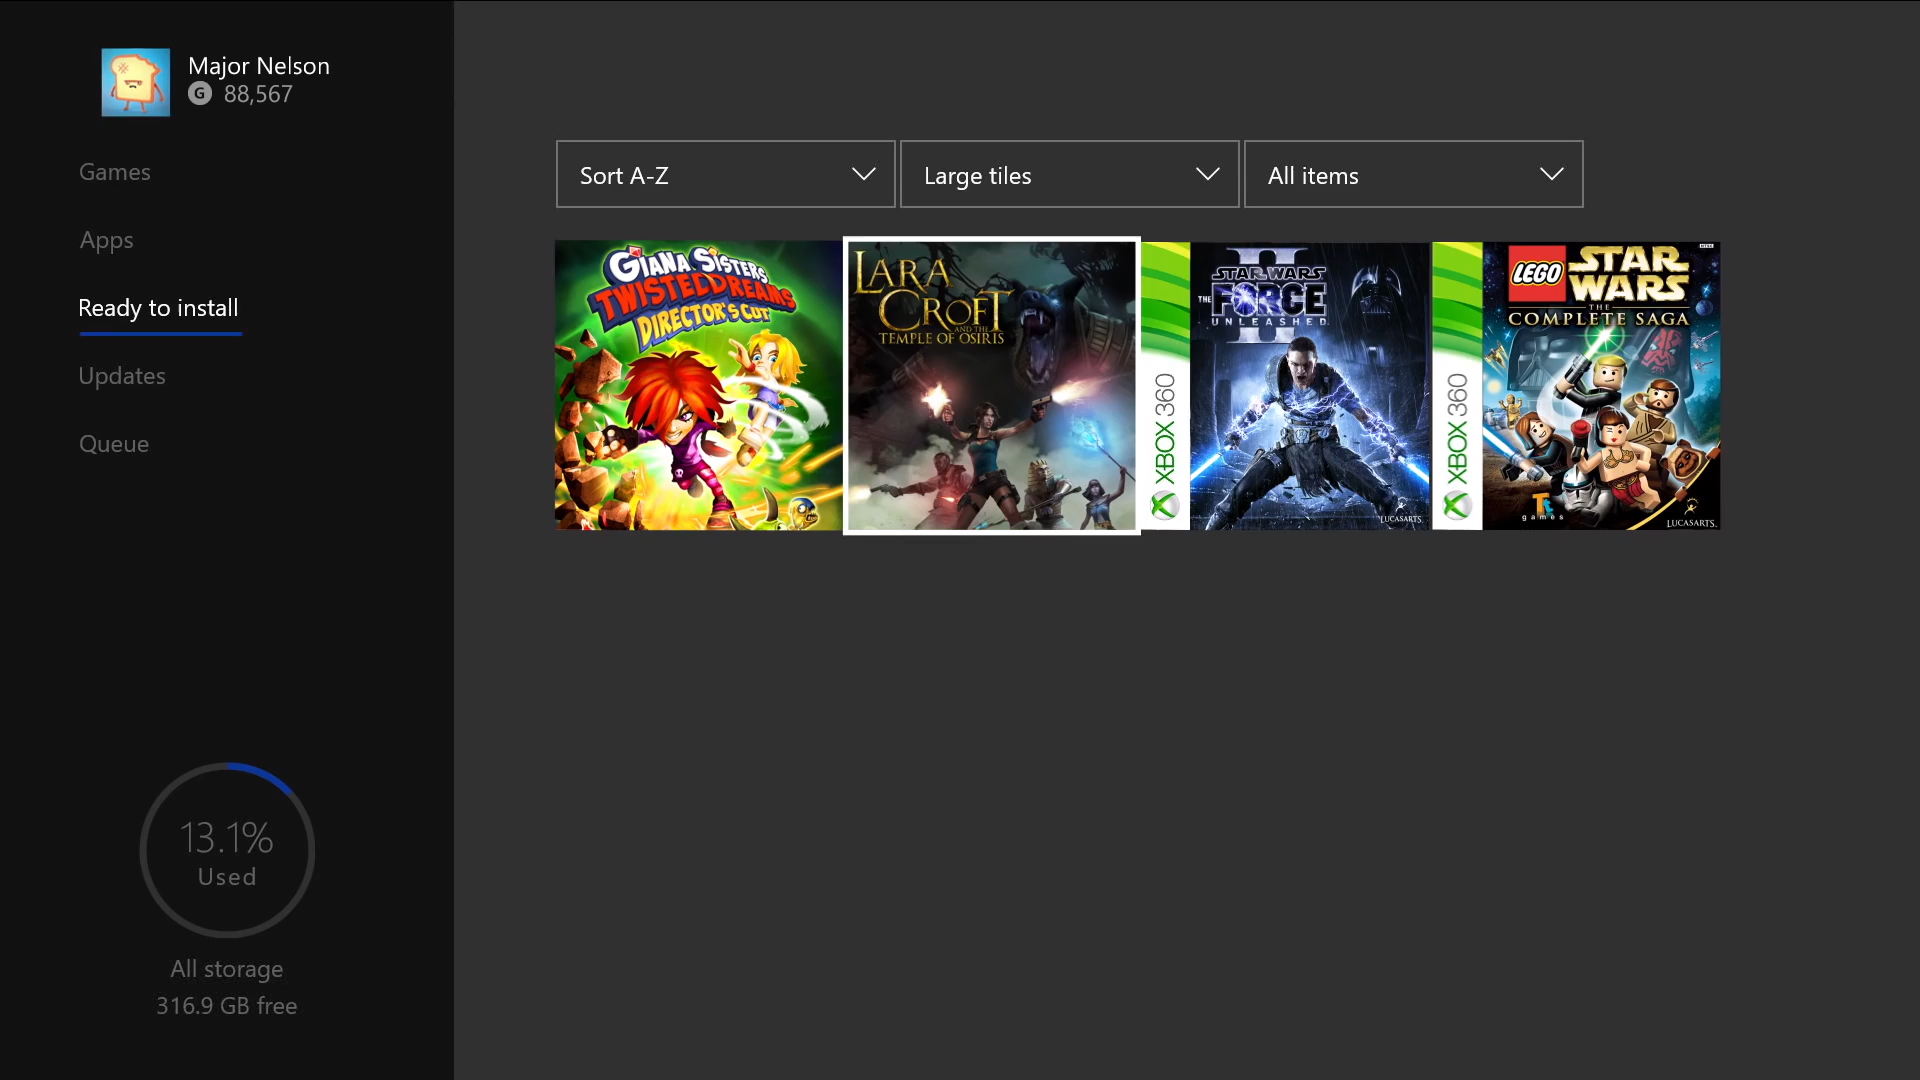 Major Nelson
G 88,567
Games
Apps
Ready to install
Updates
Queue
13.1%
Used
All storage
316.9 GB free
Sort A-Z
Large tiles
All items
GIANA SISTERS
TWISTED DREAMS
DIRECTOR'S CUT
LARA
CROFT
AND THE
TEMPLE OF OSIRIS
XBOX 360
II
STAR WARS
THE FORCE
UNLEASHED
LUCASARTS
XBOX 360
LEGO STAR
WARS
THE
COMPLETE SAGA
Tt
games
LUCASARTS